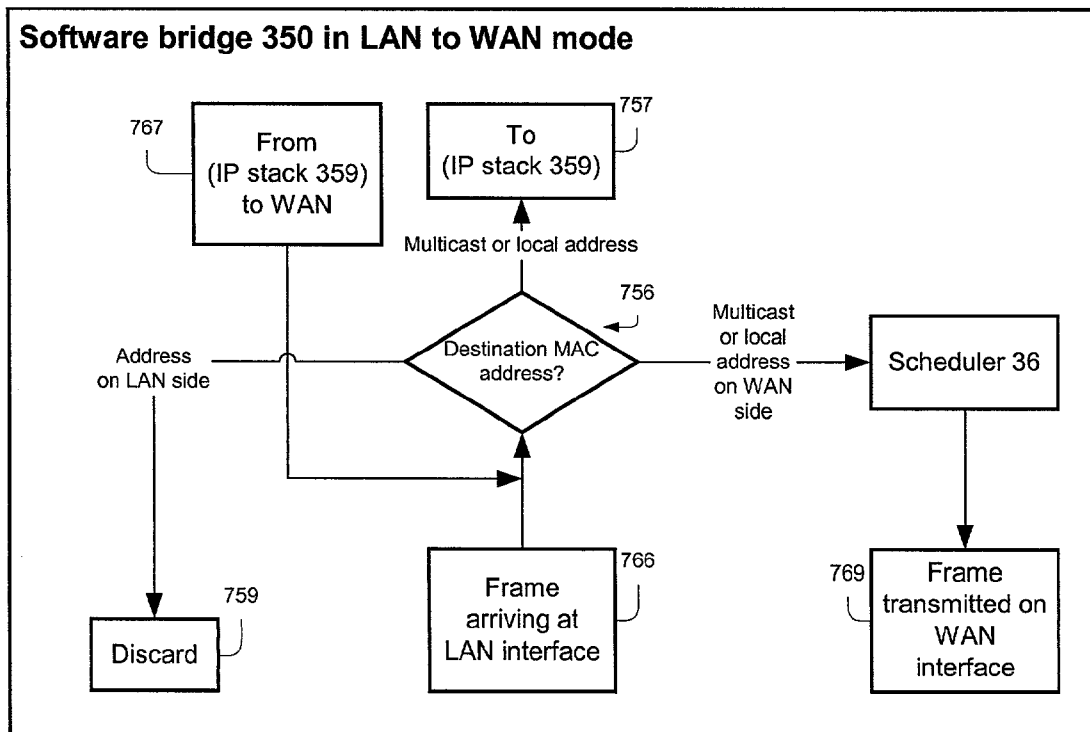 Software bridge 350 in LAN to WAN mode
767
From
(IP stack 359)
to WAN
757
To
(IP stack 359)
Multicast or local address
756
Destination MAC
address?
Address
on LAN side
Multicast
or local
address
on WAN
side
Scheduler 36
759
Discard
766
Frame
arriving at
LAN interface
769
Frame
transmitted on
WAN
interface